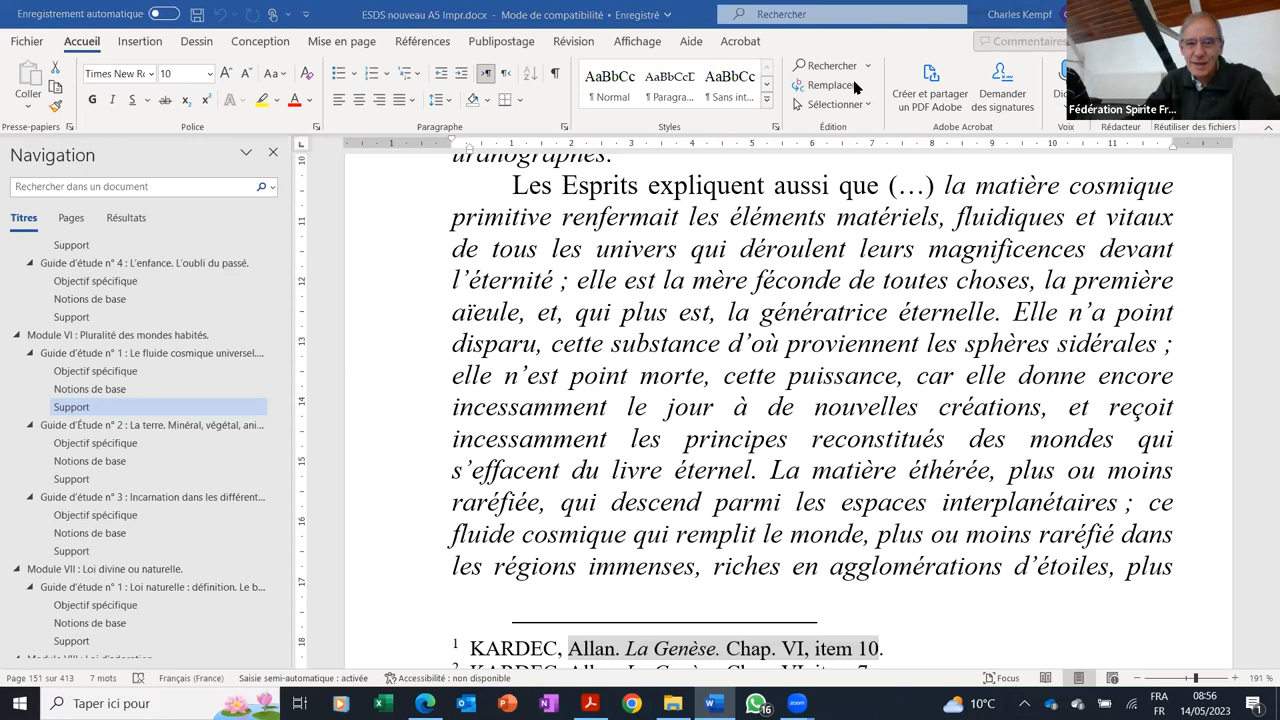 ESDS nouveau A5 impr.docx • Enregistré
Rechercher
Charles Kempf
Fichier Accueil Insertion Dessin Conception Mise en page Références Publipostage Révision Affichage Aide Acrobat
Commentaires
Coller
Times New Ro 10
AaBbCc AaBbCcD AaBbCc
¶ Normal ¶ Paragra... ¶ Sans int...
Rechercher
Remplacer
Sélectionner
Créer et partager un PDF Adobe
Demander des signatures
Presse-papiers Police Paragraphe Styles Édition Adobe Acrobat Voix Rédacteur Réutiliser des fichiers
Fédération Spirite Fr...
Navigation
Rechercher dans un document
Titres Pages Résultats
Support
Guide d'étude n° 4 : L'enfance. L'oubli du passé.
Objectif spécifique
Notions de base
Support
Module VI : Pluralité des mondes habités.
Guide d'étude n° 1 : Le fluide cosmique universel....
Objectif spécifique
Notions de base
Support
Guide d'Étude n° 2 : La terre. Minéral, végétal, ani...
Objectif spécifique
Notions de base
Support
Guide d'étude n° 3 : Incarnation dans les différent...
Objectif spécifique
Notions de base
Support
Module VII : Loi divine ou naturelle.
Guide d'étude n° 1 : Loi naturelle : définition. Le b...
Objectif spécifique
Notions de base
Support
uranographes.
Les Esprits expliquent aussi que (…) la matière cosmique
primitive renfermait les éléments matériels, fluidiques et vitaux
de tous les univers qui déroulent leurs magnificences devant
l'éternité ; elle est la mère féconde de toutes choses, la première
aïeule, et, qui plus est, la génératrice éternelle. Elle n'a point
disparu, cette substance d'où proviennent les sphères sidérales ;
elle n'est point morte, cette puissance, car elle donne encore
incessamment le jour à de nouvelles créations, et reçoit
incessamment les principes reconstitués des mondes qui
s'effacent du livre éternel. La matière éthérée, plus ou moins
raréfiée, qui descend parmi les espaces interplanétaires ; ce
fluide cosmique qui remplit le monde, plus ou moins raréfié dans
les régions immenses, riches en agglomérations d'étoiles, plus
1 KARDEC, Allan. La Genèse. Chap. VI, item 10.
Page 151 sur 413 7 mots Français (France) Saisie semi-automatique : activée Accessibilité : non disponible Focus 191 %
Taper ici pour 16 10°C FRA FR 08:56 14/05/2023